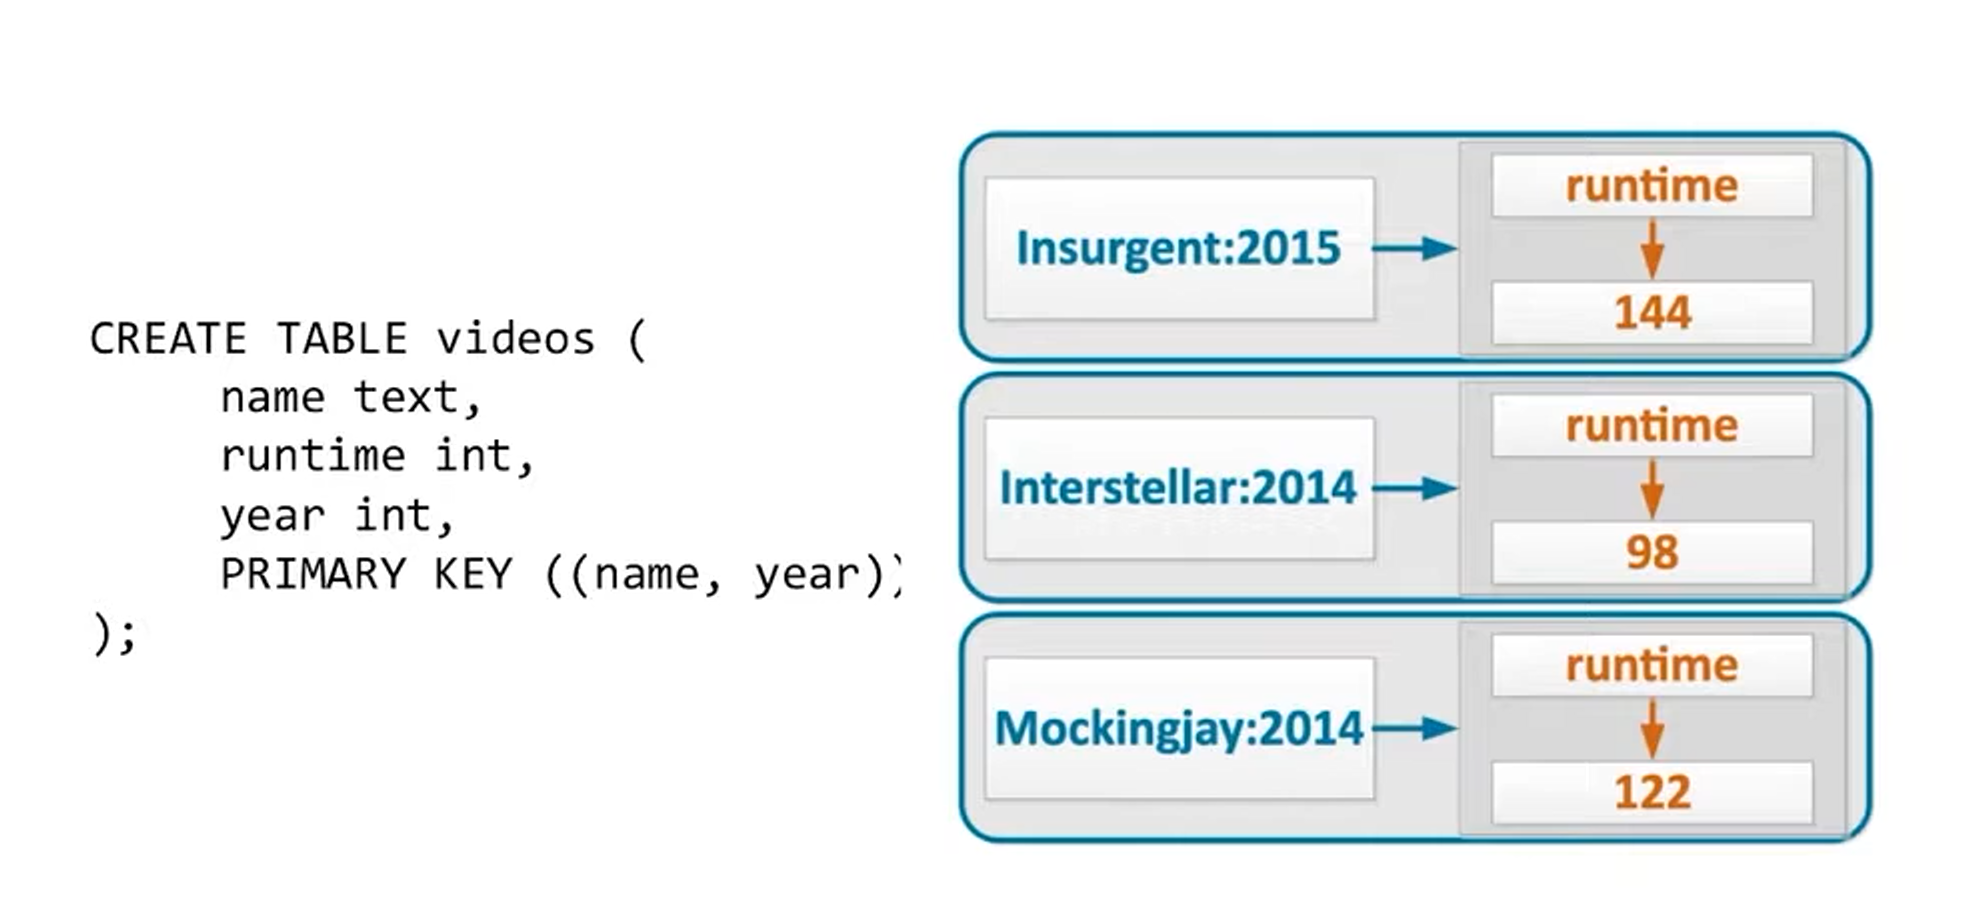 CREATE TABLE videos (
name text,
runtime int,
year int,
PRIMARY KEY ((name, year))
);
Insurgent:2015
runtime
144
Interstellar:2014
runtime
98
Mockingjay:2014
runtime
122